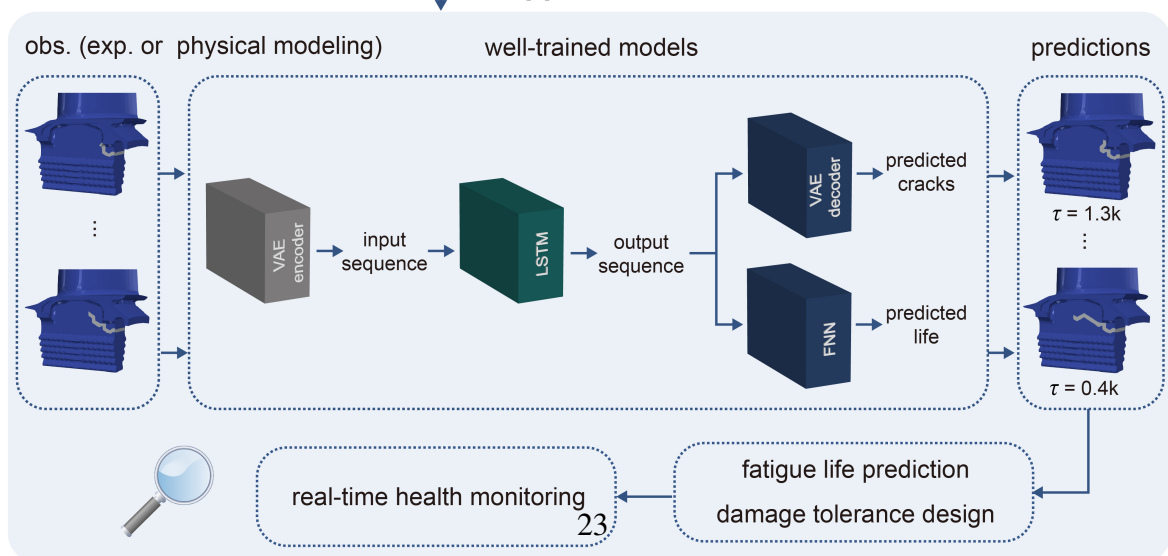 obs. (exp. or physical modeling)
well-trained models
predictions
VAE
encoder
input
sequence
LSTM
output
sequence
VAE
decoder
predicted
cracks
FNN
predicted
life
τ = 1.3k
τ = 0.4k
fatigue life prediction
damage tolerance design
real-time health monitoring
23